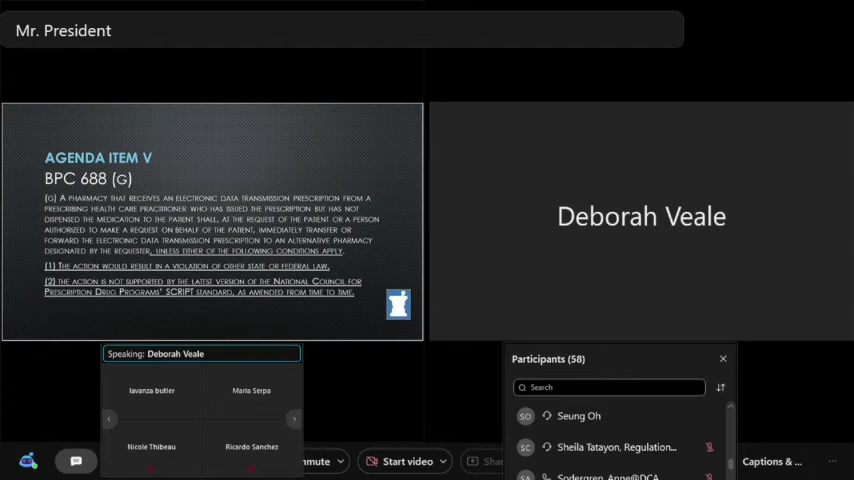 Mr. President
AGENDA ITEM V
BPC 688 (G)
(G) A PHARMACY THAT RECEIVES AN ELECTRONIC DATA TRANSMISSION PRESCRIPTION FROM A
PRESCRIBING HEALTH CARE PRACTITIONER WHO HAS ISSUED THE PRESCRIPTION BUT HAS NOT
DISPENSED THE MEDICATION TO THE PATIENT SHALL, AT THE REQUEST OF THE PATIENT OR A PERSON
AUTHORIZED TO MAKE A REQUEST ON BEHALF OF THE PATIENT, IMMEDIATELY TRANSFER OR
FORWARD THE ELECTRONIC DATA TRANSMISSION PRESCRIPTION TO AN ALTERNATIVE PHARMACY
DESIGNATED BY THE REQUESTER, UNLESS EITHER OF THE FOLLOWING CONDITIONS APPLY.
(1) THE ACTION WOULD RESULT IN A VIOLATION OF OTHER STATE OR FEDERAL LAW.
(2) THE ACTION IS NOT SUPPORTED BY THE LATEST VERSION OF THE NATIONAL COUNCIL FOR
PRESCRIPTION DRUG PROGRAMS' SCRIPT STANDARD, AS AMENDED FROM TIME TO TIME.
Deborah Veale
Speaking: Deborah Veale
lavanza butler
Maria Serpa
Nicole Thibeau
Ricardo Sanchez
Participants (58)
Search
SO Seung Oh
SC Sheila Tatayon, Regulation...
SA Sodergren, Anne@DCA
nmute
Start video
Shar
Captions & ...